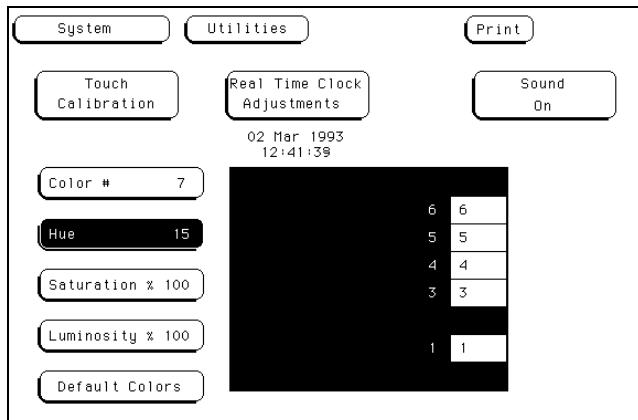 System Utilities Print
Touch Calibration
Real Time Clock Adjustments
Sound On
02 Mar 1993
12:41:39
Color # 7
Hue 15
Saturation % 100
Luminosity % 100
Default Colors
6 6
5 5
4 4
3 3
1 1